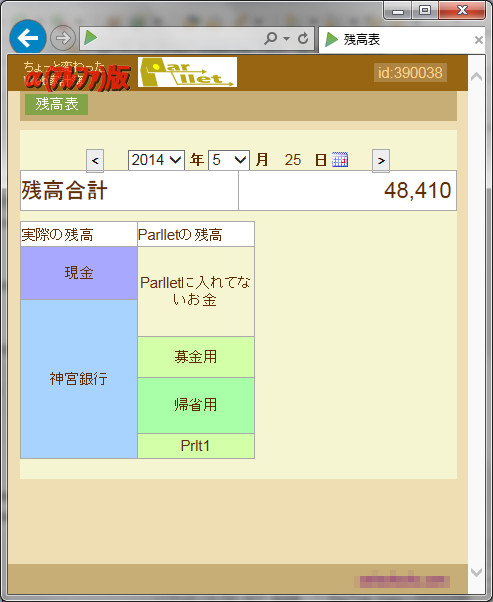 残高表
ちょーと変わった
α(アルファ)版
Parllet
id:390038
残高表
< 2014 年 5 月 25 日 >
残高合計 48,410
実際の残高 Parlletの残高
現金
Parlletに入れてな
いお金
募金用
神宮銀行
帰省用
Prlt1